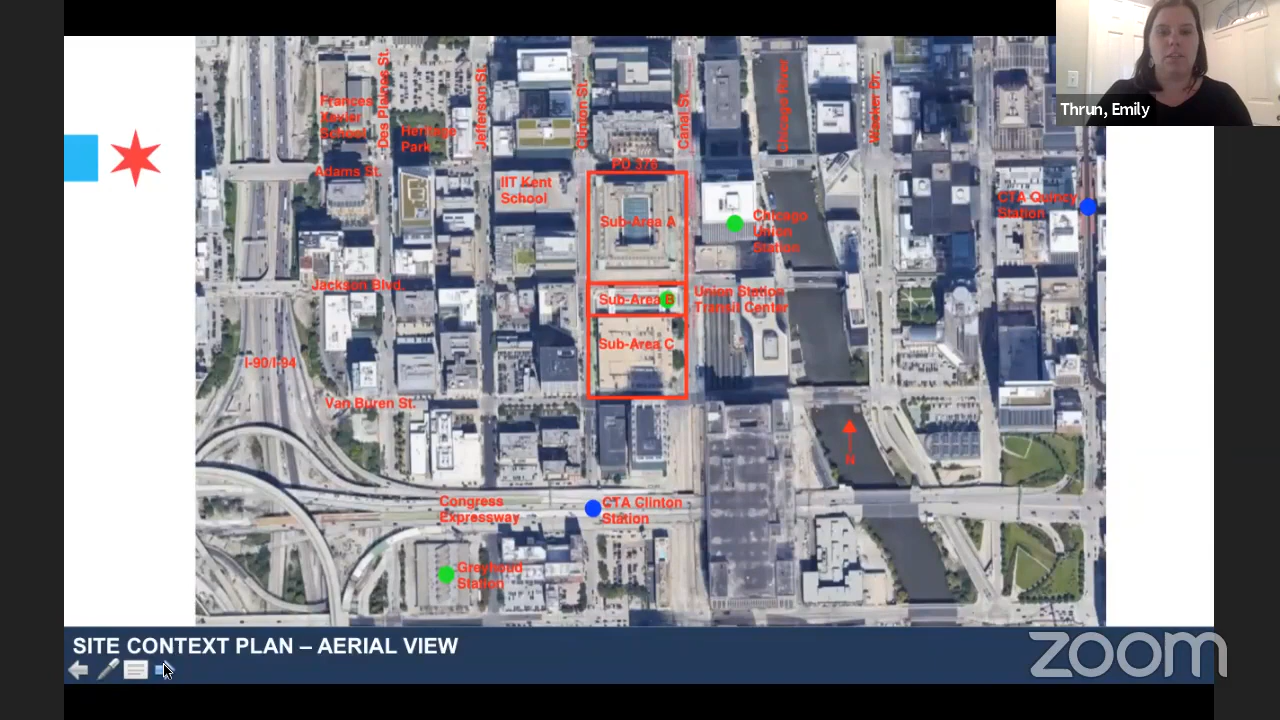 Thrun, Emily
Des Plaines St.
Jefferson St.
Clinton St.
Canal St.
Chicago River
Wacker Dr.
Frances
Xavier
School
Heritage
Park
Adams St.
PD 376
IIT Kent
School
Sub-Area A
Chicago
Union
Station
CTA Quincy
Station
Jackson Blvd.
Sub-Area B
Union Station
Transit Center
Sub-Area C
I-90/I-94
Van Buren St.
N
Congress
Expressway
CTA Clinton
Station
Greyhoud
Station
SITE CONTEXT PLAN – AERIAL VIEW
zoom